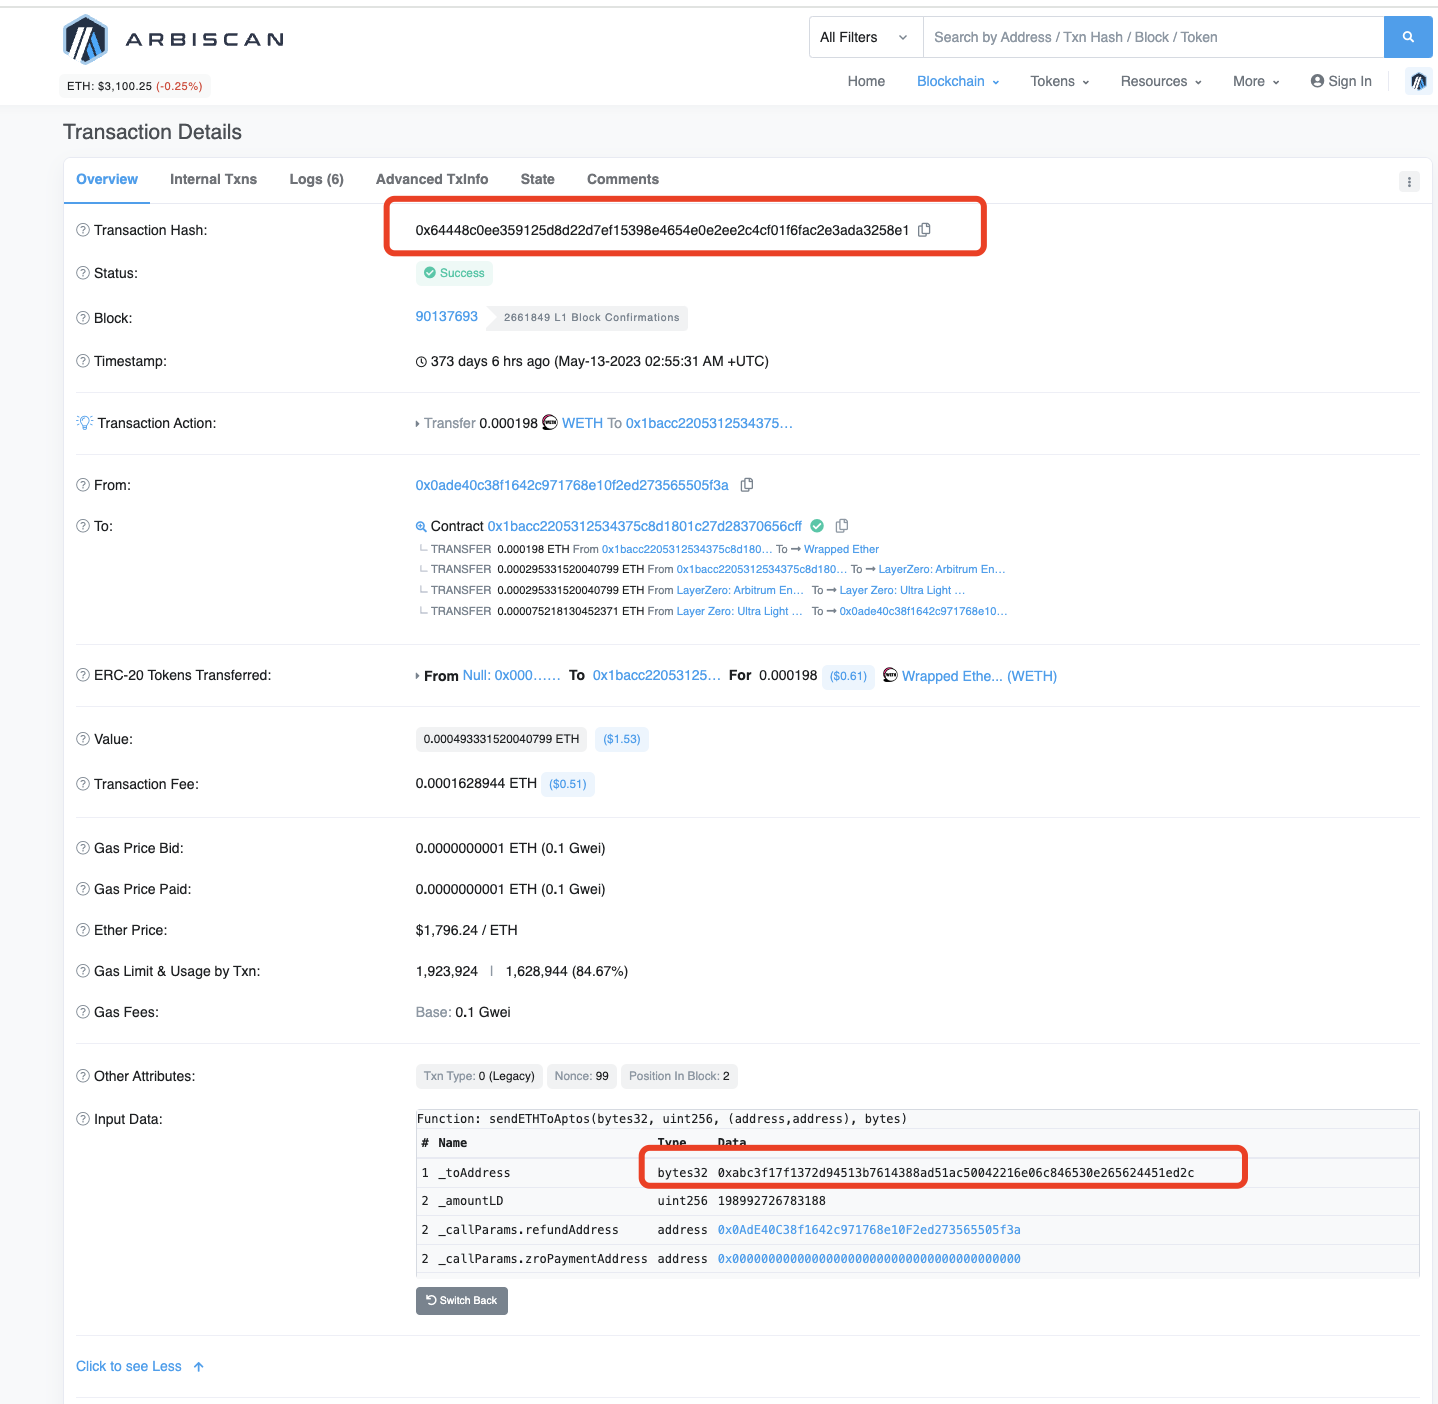 ARBISCAN
All Filters Search by Address / Txn Hash / Block / Token
ETH: $3,100.25 (-0.25%)
Home Blockchain Tokens Resources More Sign In
Transaction Details
Overview Internal Txns Logs (6) Advanced TxInfo State Comments
Transaction Hash: 0x64448c0ee359125d8d22d7ef15398e4654e0e2ee2c4cf01f6fac2e3ada3258e1
Status: Success
Block: 90137693 2661849 L1 Block Confirmations
Timestamp: 373 days 6 hrs ago (May-13-2023 02:55:31 AM +UTC)
Transaction Action: Transfer 0.000198 WETH To 0x1bacc2205312534375...
From: 0x0ade40c38f1642c971768e10f2ed273565505f3a
To: Contract 0x1bacc2205312534375c8d1801c27d28370656cff
TRANSFER 0.000198 ETH From 0x1bacc2205312534375c8d180... To → Wrapped Ether
TRANSFER 0.000295331520040799 ETH From 0x1bacc2205312534375c8d180... To → LayerZero: Arbitrum En...
TRANSFER 0.000295331520040799 ETH From LayerZero: Arbitrum En... To → Layer Zero: Ultra Light ...
TRANSFER 0.000075218130452371 ETH From Layer Zero: Ultra Light ... To → 0x0ade40c38f1642c971768e10...
ERC-20 Tokens Transferred: From Null: 0x000...... To 0x1bacc22053125... For 0.000198 ($0.61) Wrapped Ethe... (WETH)
Value: 0.000493331520040799 ETH ($1.53)
Transaction Fee: 0.0001628944 ETH ($0.51)
Gas Price Bid: 0.0000000001 ETH (0.1 Gwei)
Gas Price Paid: 0.0000000001 ETH (0.1 Gwei)
Ether Price: $1,796.24 / ETH
Gas Limit & Usage by Txn: 1,923,924 | 1,628,944 (84.67%)
Gas Fees: Base: 0.1 Gwei
Other Attributes: Txn Type: 0 (Legacy) Nonce: 99 Position In Block: 2
Input Data: Function: sendETHToAptos(bytes32, uint256, (address,address), bytes)
# Name Type Data
1 _toAddress bytes32 0xabc3f17f1372d94513b7614388ad51ac50042216e06c846530e265624451ed2c
2 _amountLD uint256 198992726783188
2 _callParams.refundAddress address 0x0AdE40C38f1642c971768e10F2ed273565505f3a
2 _callParams.zroPaymentAddress address 0x0000000000000000000000000000000000000000
Switch Back
Click to see Less